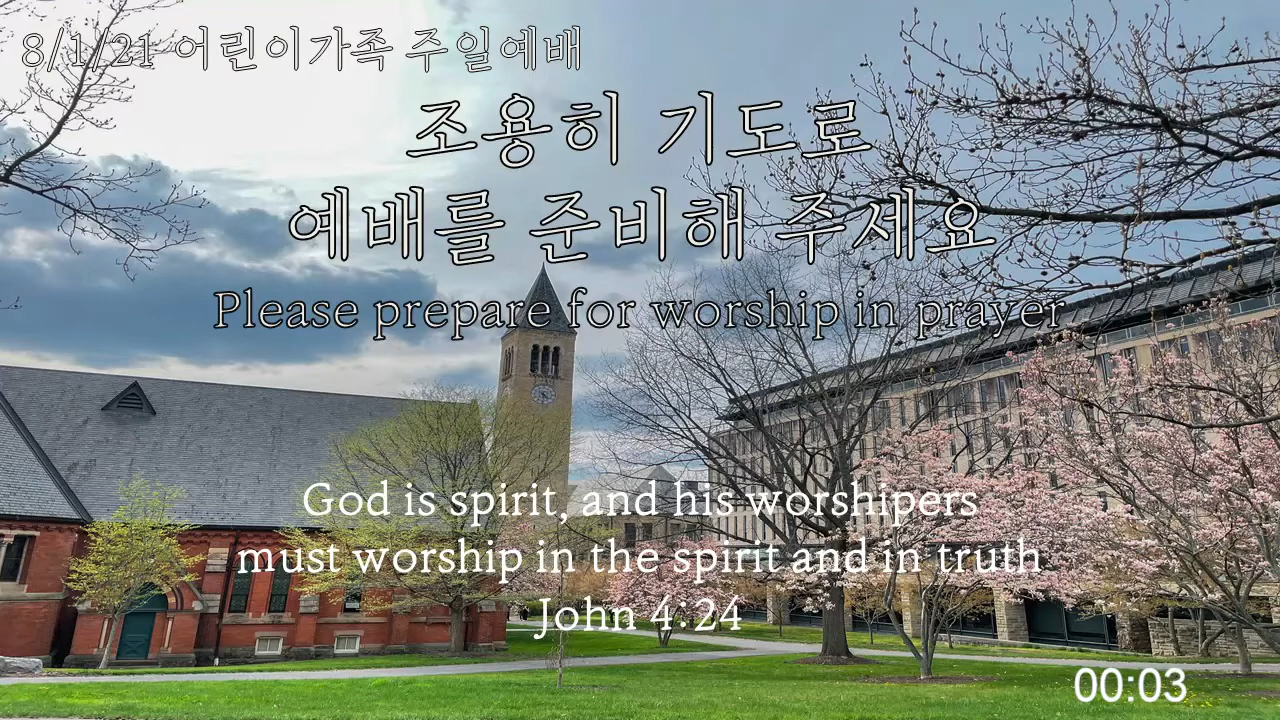 8/1/21 어린이가족 주일예배
조용히 기도로
예배를 준비해 주세요
Please prepare for worship in prayer
God is spirit, and his worshipers
must worship in the spirit and in truth
John 4:24
00:03